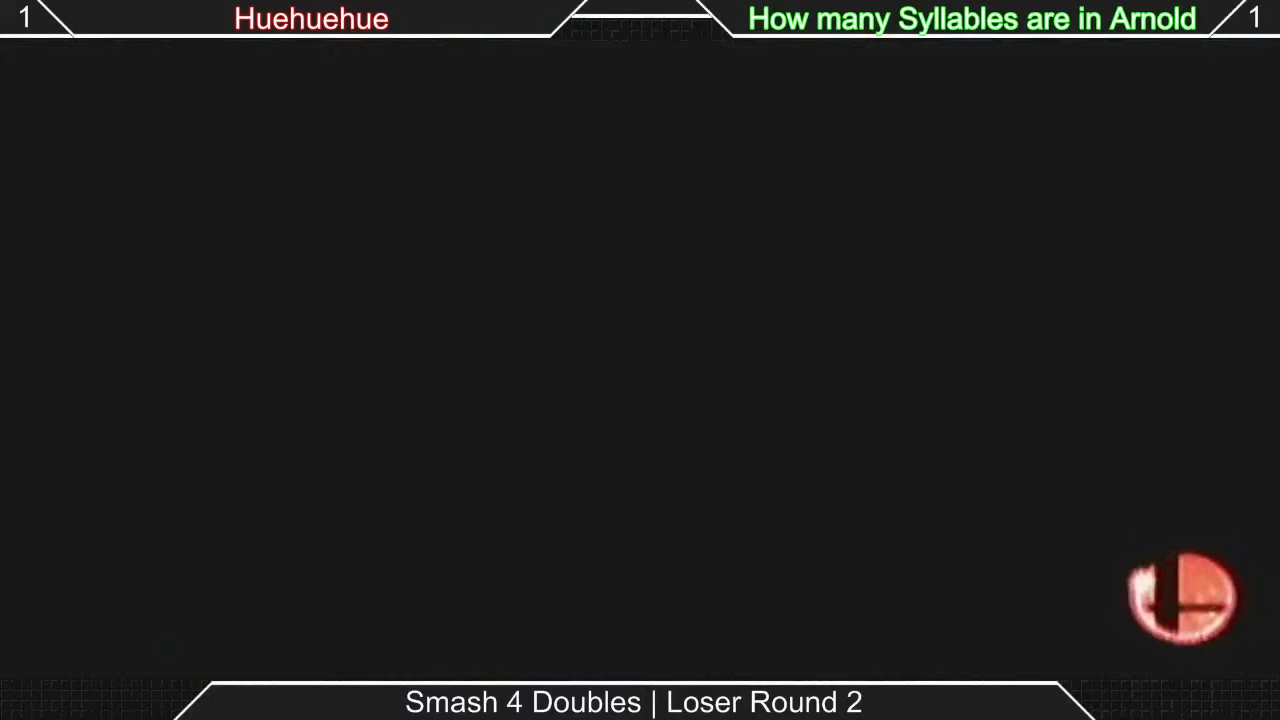 1
Huehuehue
How many Syllables are in Arnold
1
Smash 4 Doubles | Loser Round 2